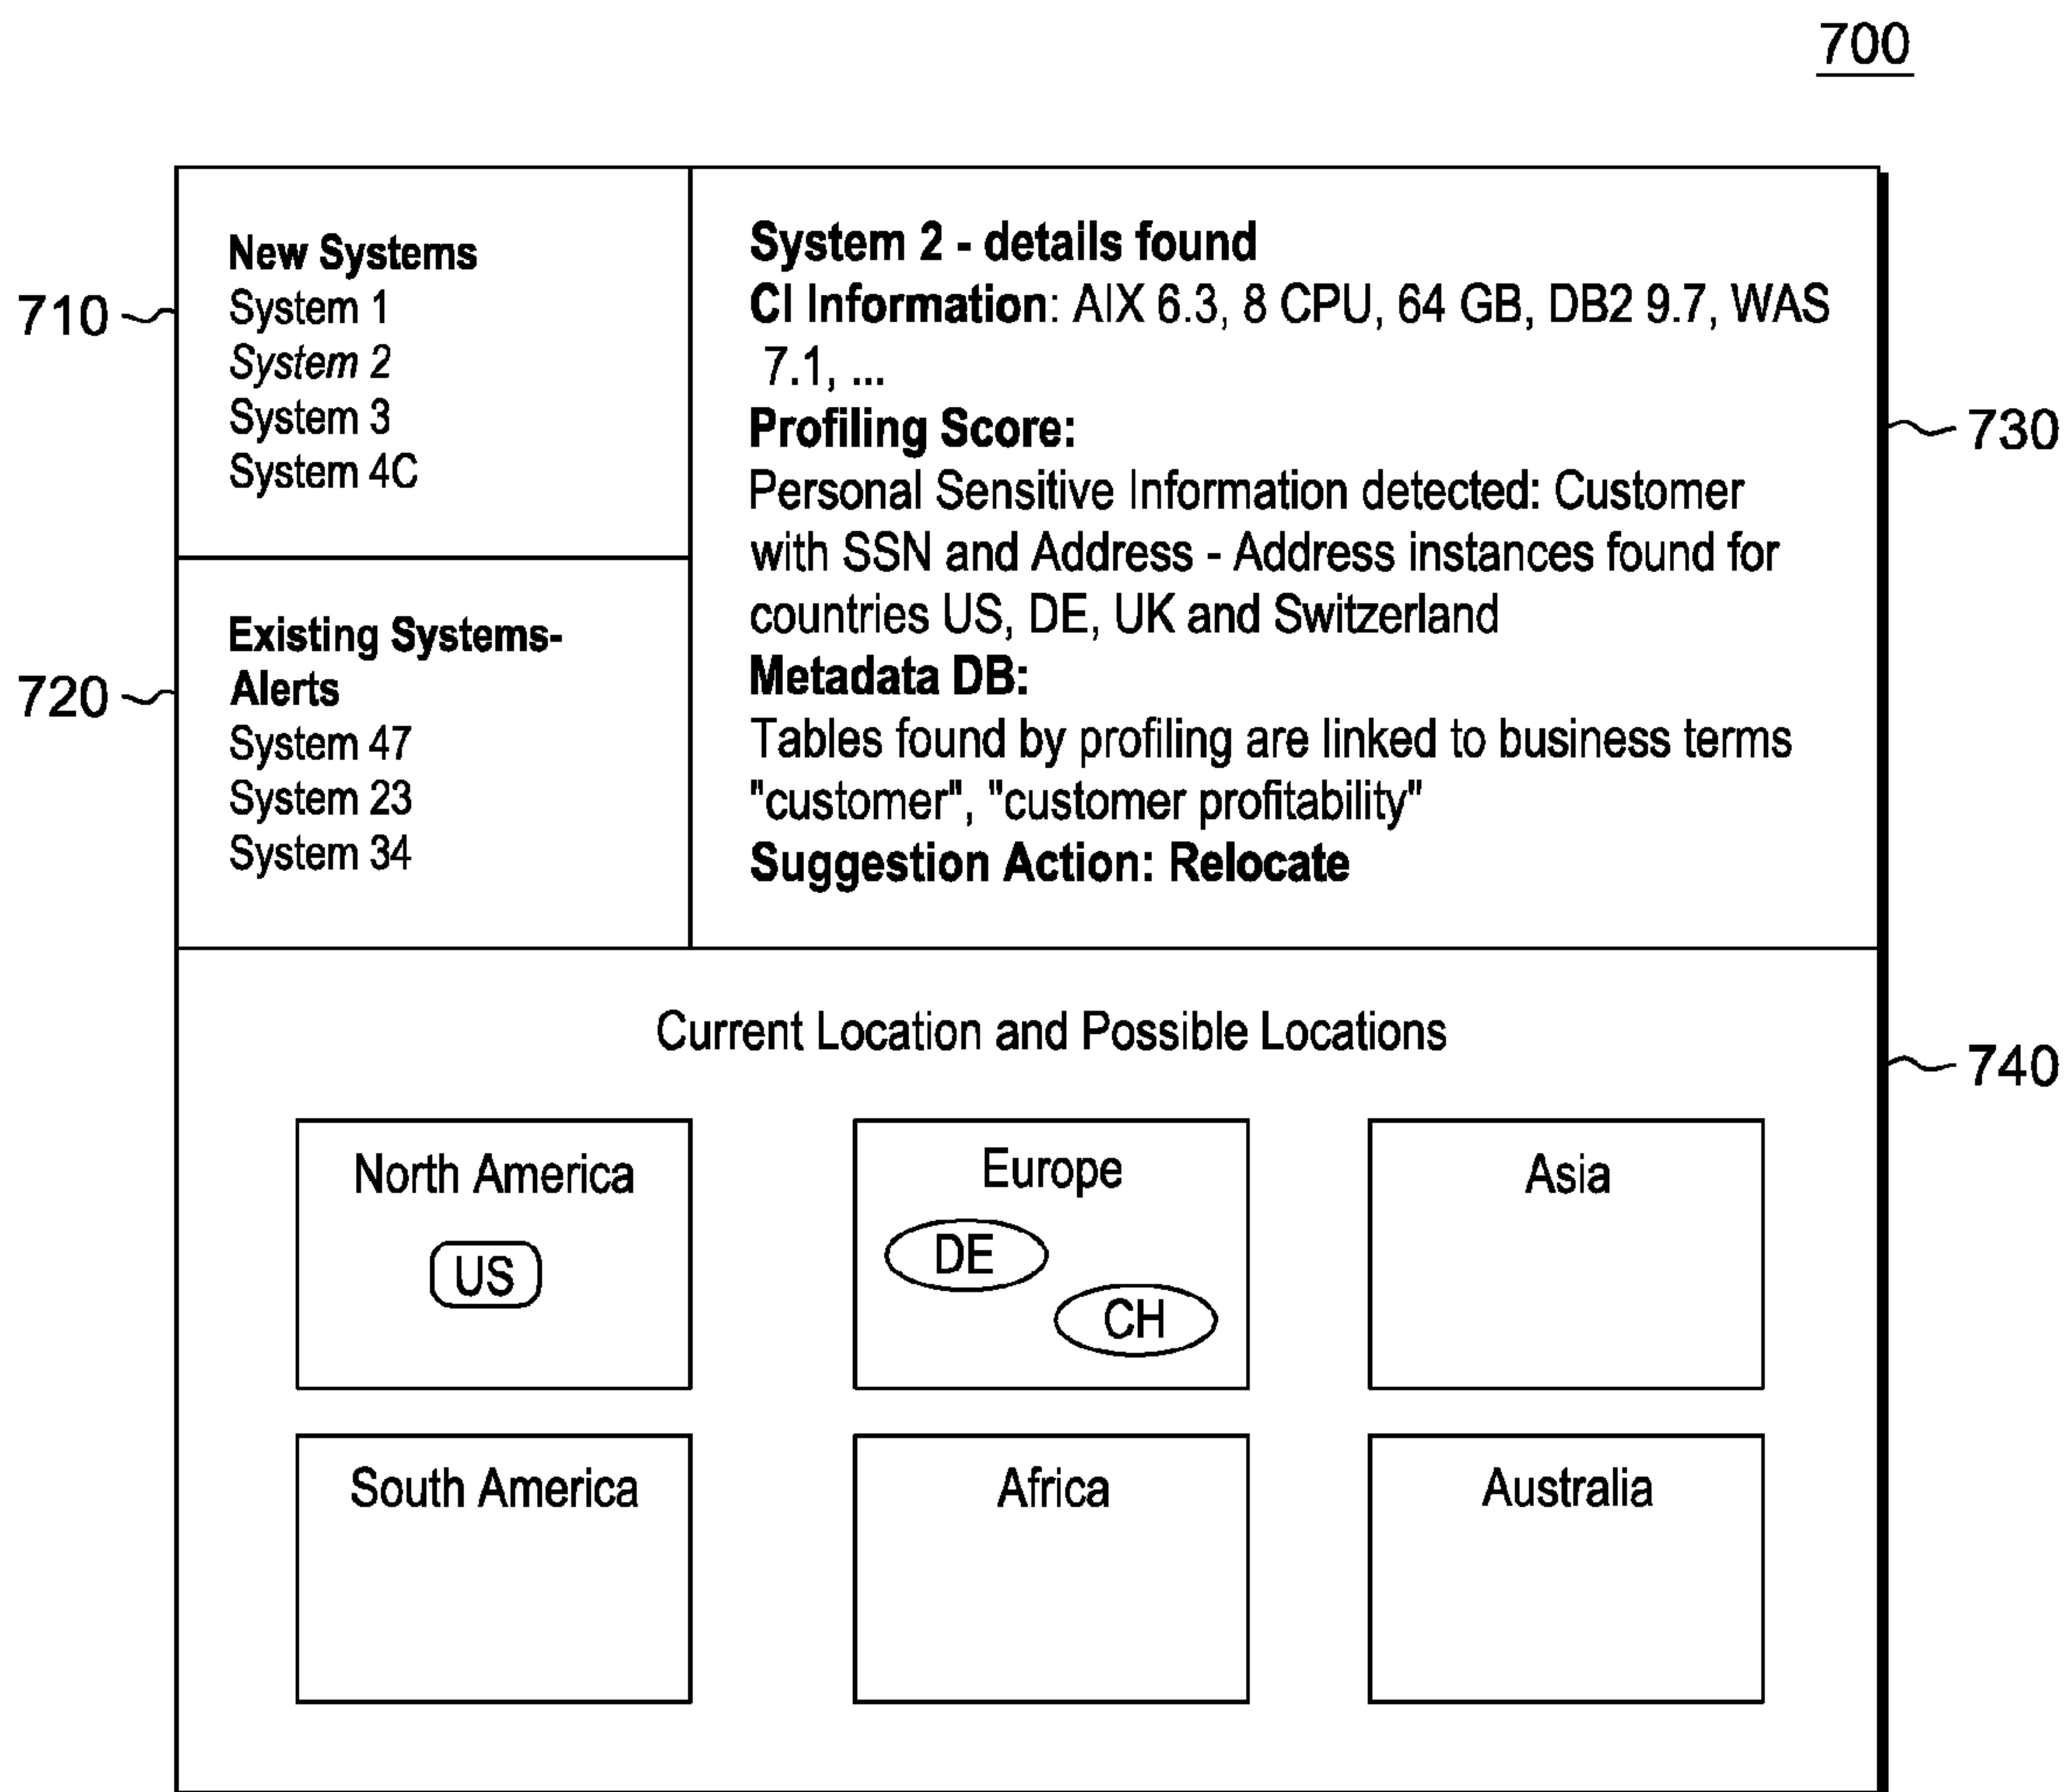 700
710
New Systems
System 1
System 2
System 3
System 4C
720
Existing Systems-
Alerts
System 47
System 23
System 34
System 2 - details found
CI Information: AIX 6.3, 8 CPU, 64 GB, DB2 9.7, WAS
7.1, ...
Profiling Score:
Personal Sensitive Information detected: Customer
with SSN and Address - Address instances found for
countries US, DE, UK and Switzerland
Metadata DB:
Tables found by profiling are linked to business terms
"customer", "customer profitability"
Suggestion Action: Relocate
730
Current Location and Possible Locations
740
North America
US
Europe
DE
CH
Asia
South America
Africa
Australia